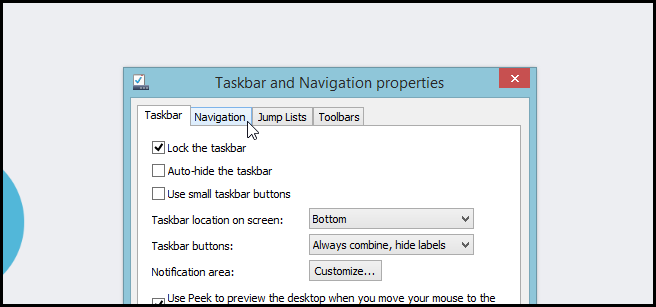 Taskbar and Navigation properties
Taskbar Navigation Jump Lists Toolbars
Lock the taskbar
Auto-hide the taskbar
Use small taskbar buttons
Taskbar location on screen: Bottom
Taskbar buttons: Always combine, hide labels
Notification area: Customize...
Use Peek to preview the desktop when you move your mouse to the